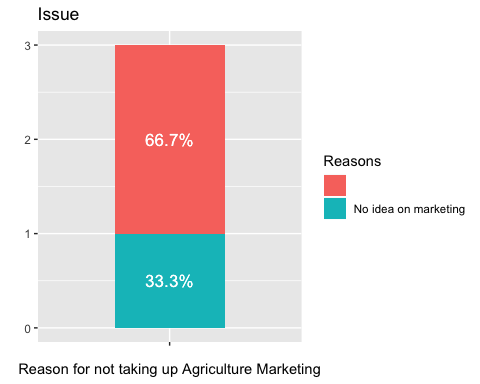 Issue
3
66.7%
2
Reasons
No idea on marketing
1
33.3%
0
Reason for not taking up Agriculture Marketing